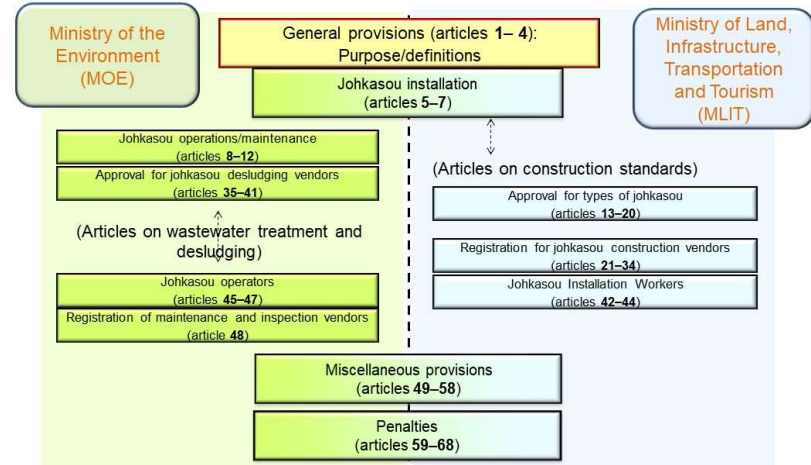 Ministry of the
Environment
(MOE)
General provisions (articles 1– 4):
Purpose/definitions
Ministry of Land,
Infrastructure,
Transportation
and Tourism
(MLIT)
Johkasou installation
(articles 5–7)
Johkasou operations/maintenance
(articles 8–12)
Approval for johkasou desludging vendors
(articles 35–41)
(Articles on wastewater treatment and
desludging)
Johkasou operators
(articles 45–47)
Registration of maintenance and inspection vendors
(article 48)
(Articles on construction standards)
Approval for types of johkasou
(articles 13–20)
Registration for johkasou construction vendors
(articles 21–34)
Johkasou Installation Workers
(articles 42–44)
Miscellaneous provisions
(articles 49–58)
Penalties
(articles 59–68)